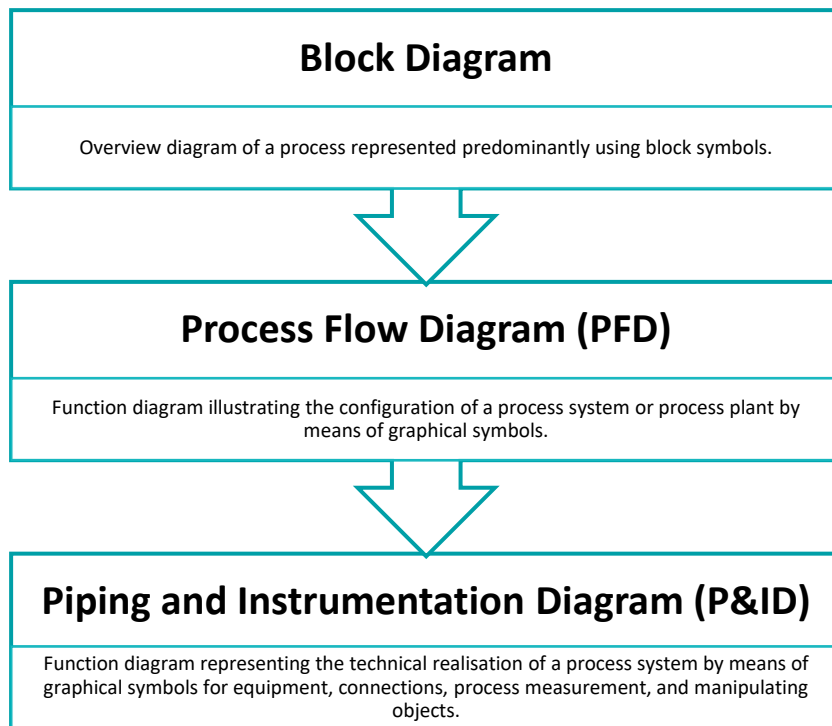 Block Diagram
Overview diagram of a process represented predominantly using block symbols.
Process Flow Diagram (PFD)
Function diagram illustrating the configuration of a process system or process plant by
means of graphical symbols.
Piping and Instrumentation Diagram (P&ID)
Function diagram representing the technical realisation of a process system by means of
graphical symbols for equipment, connections, process measurement, and manipulating
objects.